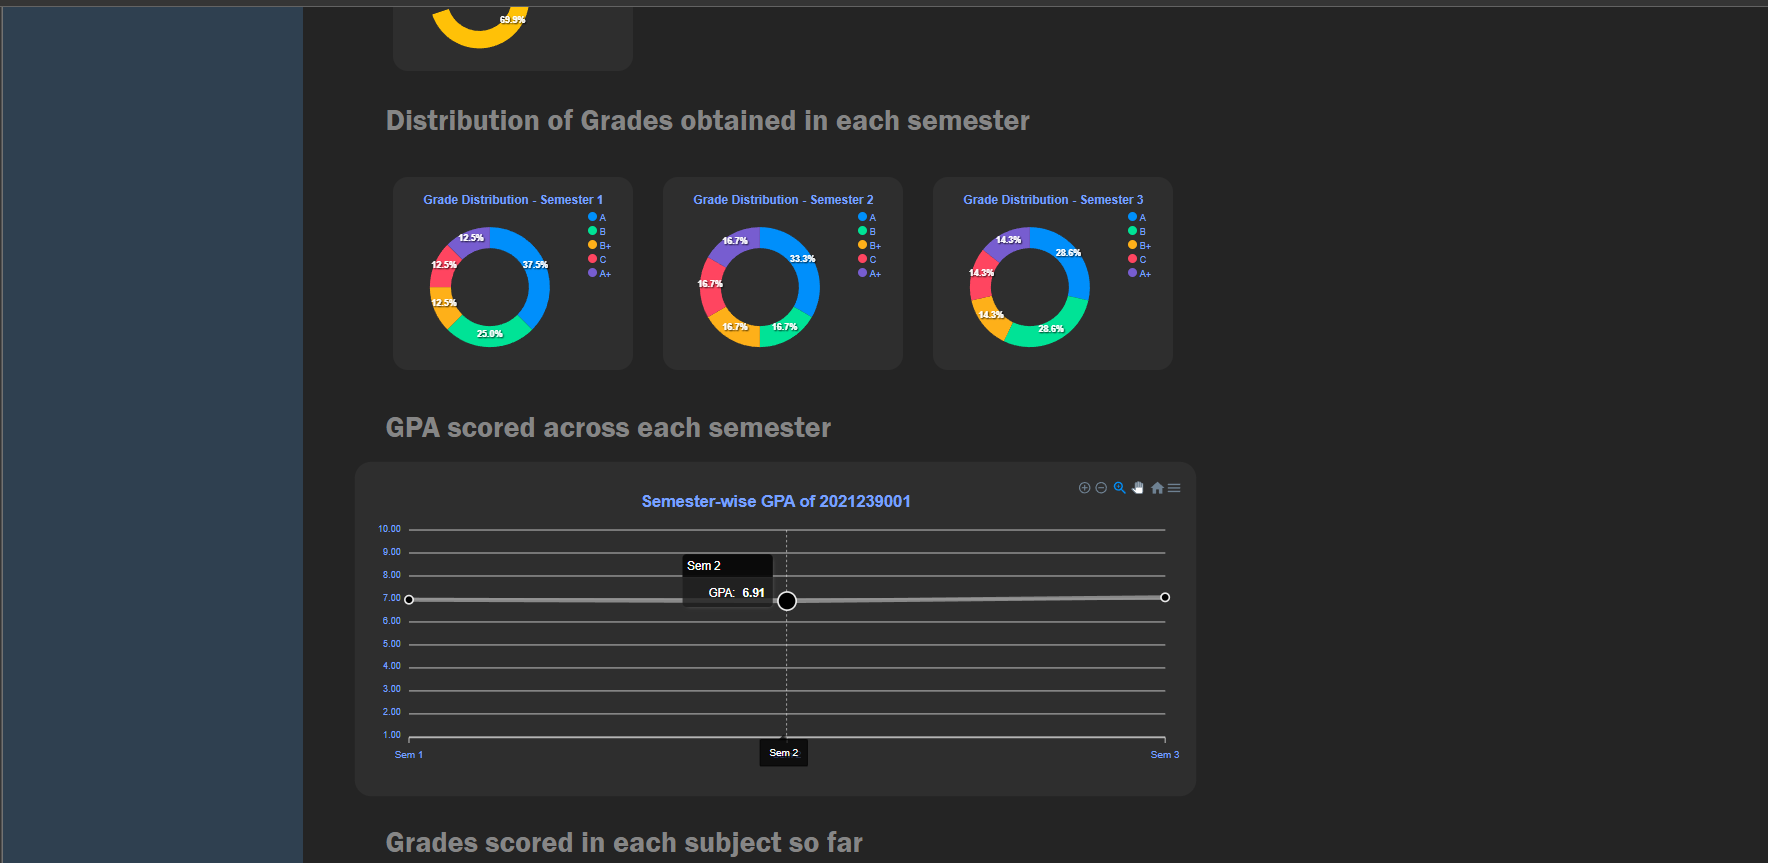 69.9%
Distribution of Grades obtained in each semester
Grade Distribution - Semester 1
A
B
B+
C
A+
12.5%
37.5%
12.5%
12.5%
25.0%
Grade Distribution - Semester 2
A
B
B+
C
A+
16.7%
33.3%
16.7%
16.7%
16.7%
Grade Distribution - Semester 3
A
B
B+
C
A+
14.3%
28.6%
14.3%
14.3%
28.6%
GPA scored across each semester
Semester-wise GPA of 2021239001
10.00
9.00
8.00
7.00
6.00
5.00
4.00
3.00
2.00
1.00
Sem 2
GPA: 6.91
Sem 1
Sem 2
Sem 3
Grades scored in each subject so far